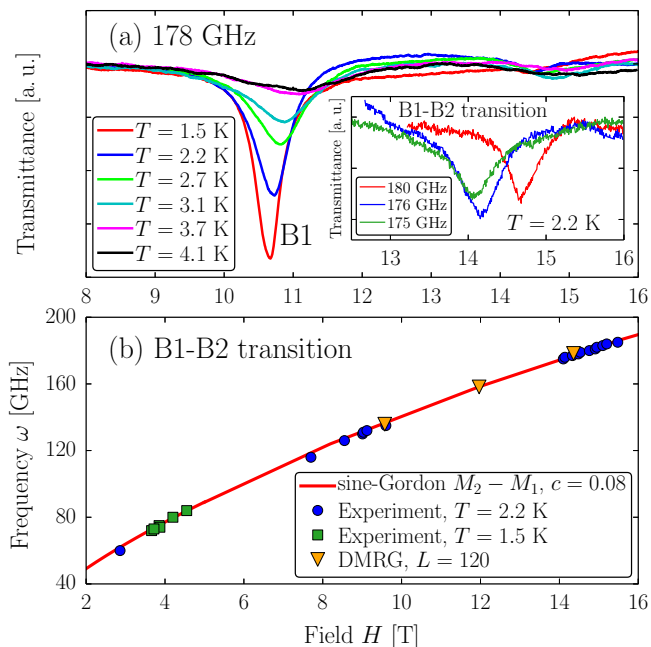 (a) 178 GHz
Transmittance [a. u.]
T = 1.5 K
T = 2.2 K
T = 2.7 K
T = 3.1 K
T = 3.7 K
T = 4.1 K
B1
B1-B2 transition
Transmittance [a. u.]
180 GHz
176 GHz
175 GHz
T = 2.2 K
13 14 15 16
8 9 10 11 12 13 14 15 16
(b) B1-B2 transition
Frequency ω [GHz]
200
160
120
80
40
sine-Gordon M₂ − M₁, c = 0.08
Experiment, T = 2.2 K
Experiment, T = 1.5 K
DMRG, L = 120
2 4 6 8 10 12 14 16
Field H [T]